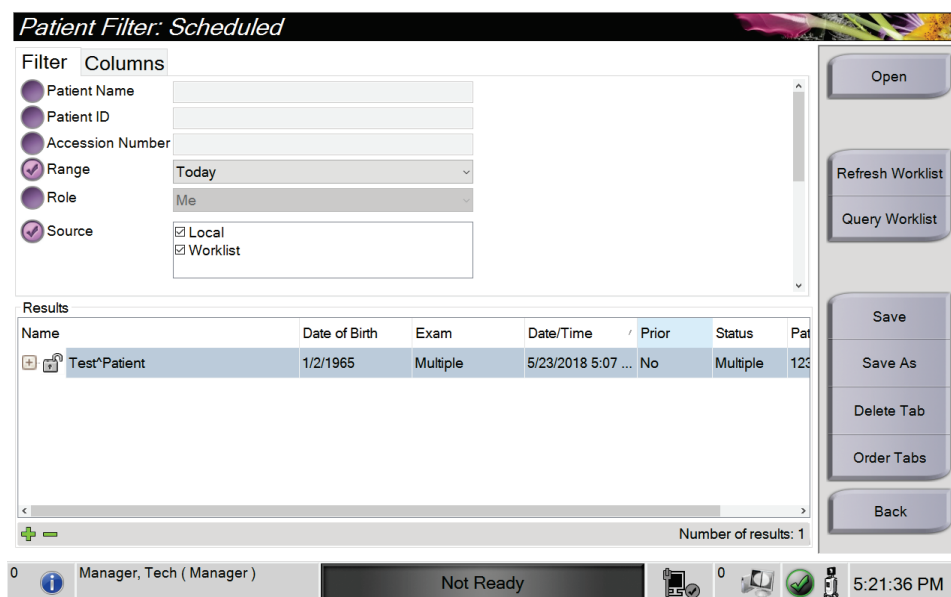 Patient Filter: Scheduled
Filter Columns
Patient Name
Patient ID
Accession Number
Range Today
Role Me
Source Local
Worklist
Open
Refresh Worklist
Query Worklist
Save
Save As
Delete Tab
Order Tabs
Back
Results
Name Date of Birth Exam Date/Time Prior Status Pat
Test^Patient 1/2/1965 Multiple 5/23/2018 5:07 ... No Multiple 123
Number of results: 1
0 Manager, Tech ( Manager ) Not Ready 0 5:21:36 PM